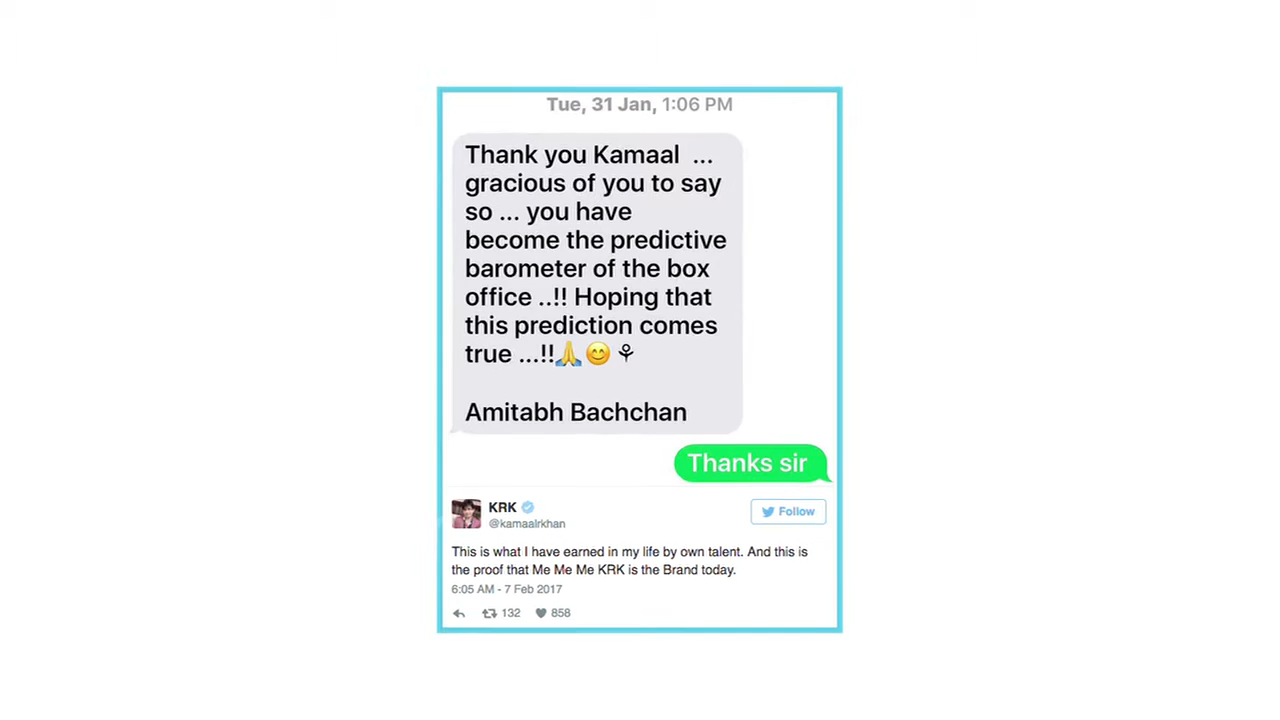 Tue, 31 Jan, 1:06 PM
Thank you Kamaal ...
gracious of you to say
so ... you have
become the predictive
barometer of the box
office ..!! Hoping that
this prediction comes
true ...!!🙏😊⚘
Amitabh Bachchan
Thanks sir
KRK
Follow
@kamaalrkhan
This is what I have earned in my life by own talent. And this is
the proof that Me Me Me KRK is the Brand today.
6:05 AM - 7 Feb 2017
132 858